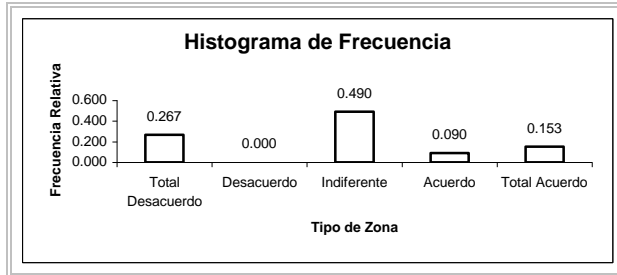 Histograma de Frecuencia
Frecuencia Relativa
0.600
0.400
0.200
0.000
0.267
0.000
0.490
0.090
0.153
Total Desacuerdo
Desacuerdo
Indiferente
Acuerdo
Total Acuerdo
Tipo de Zona